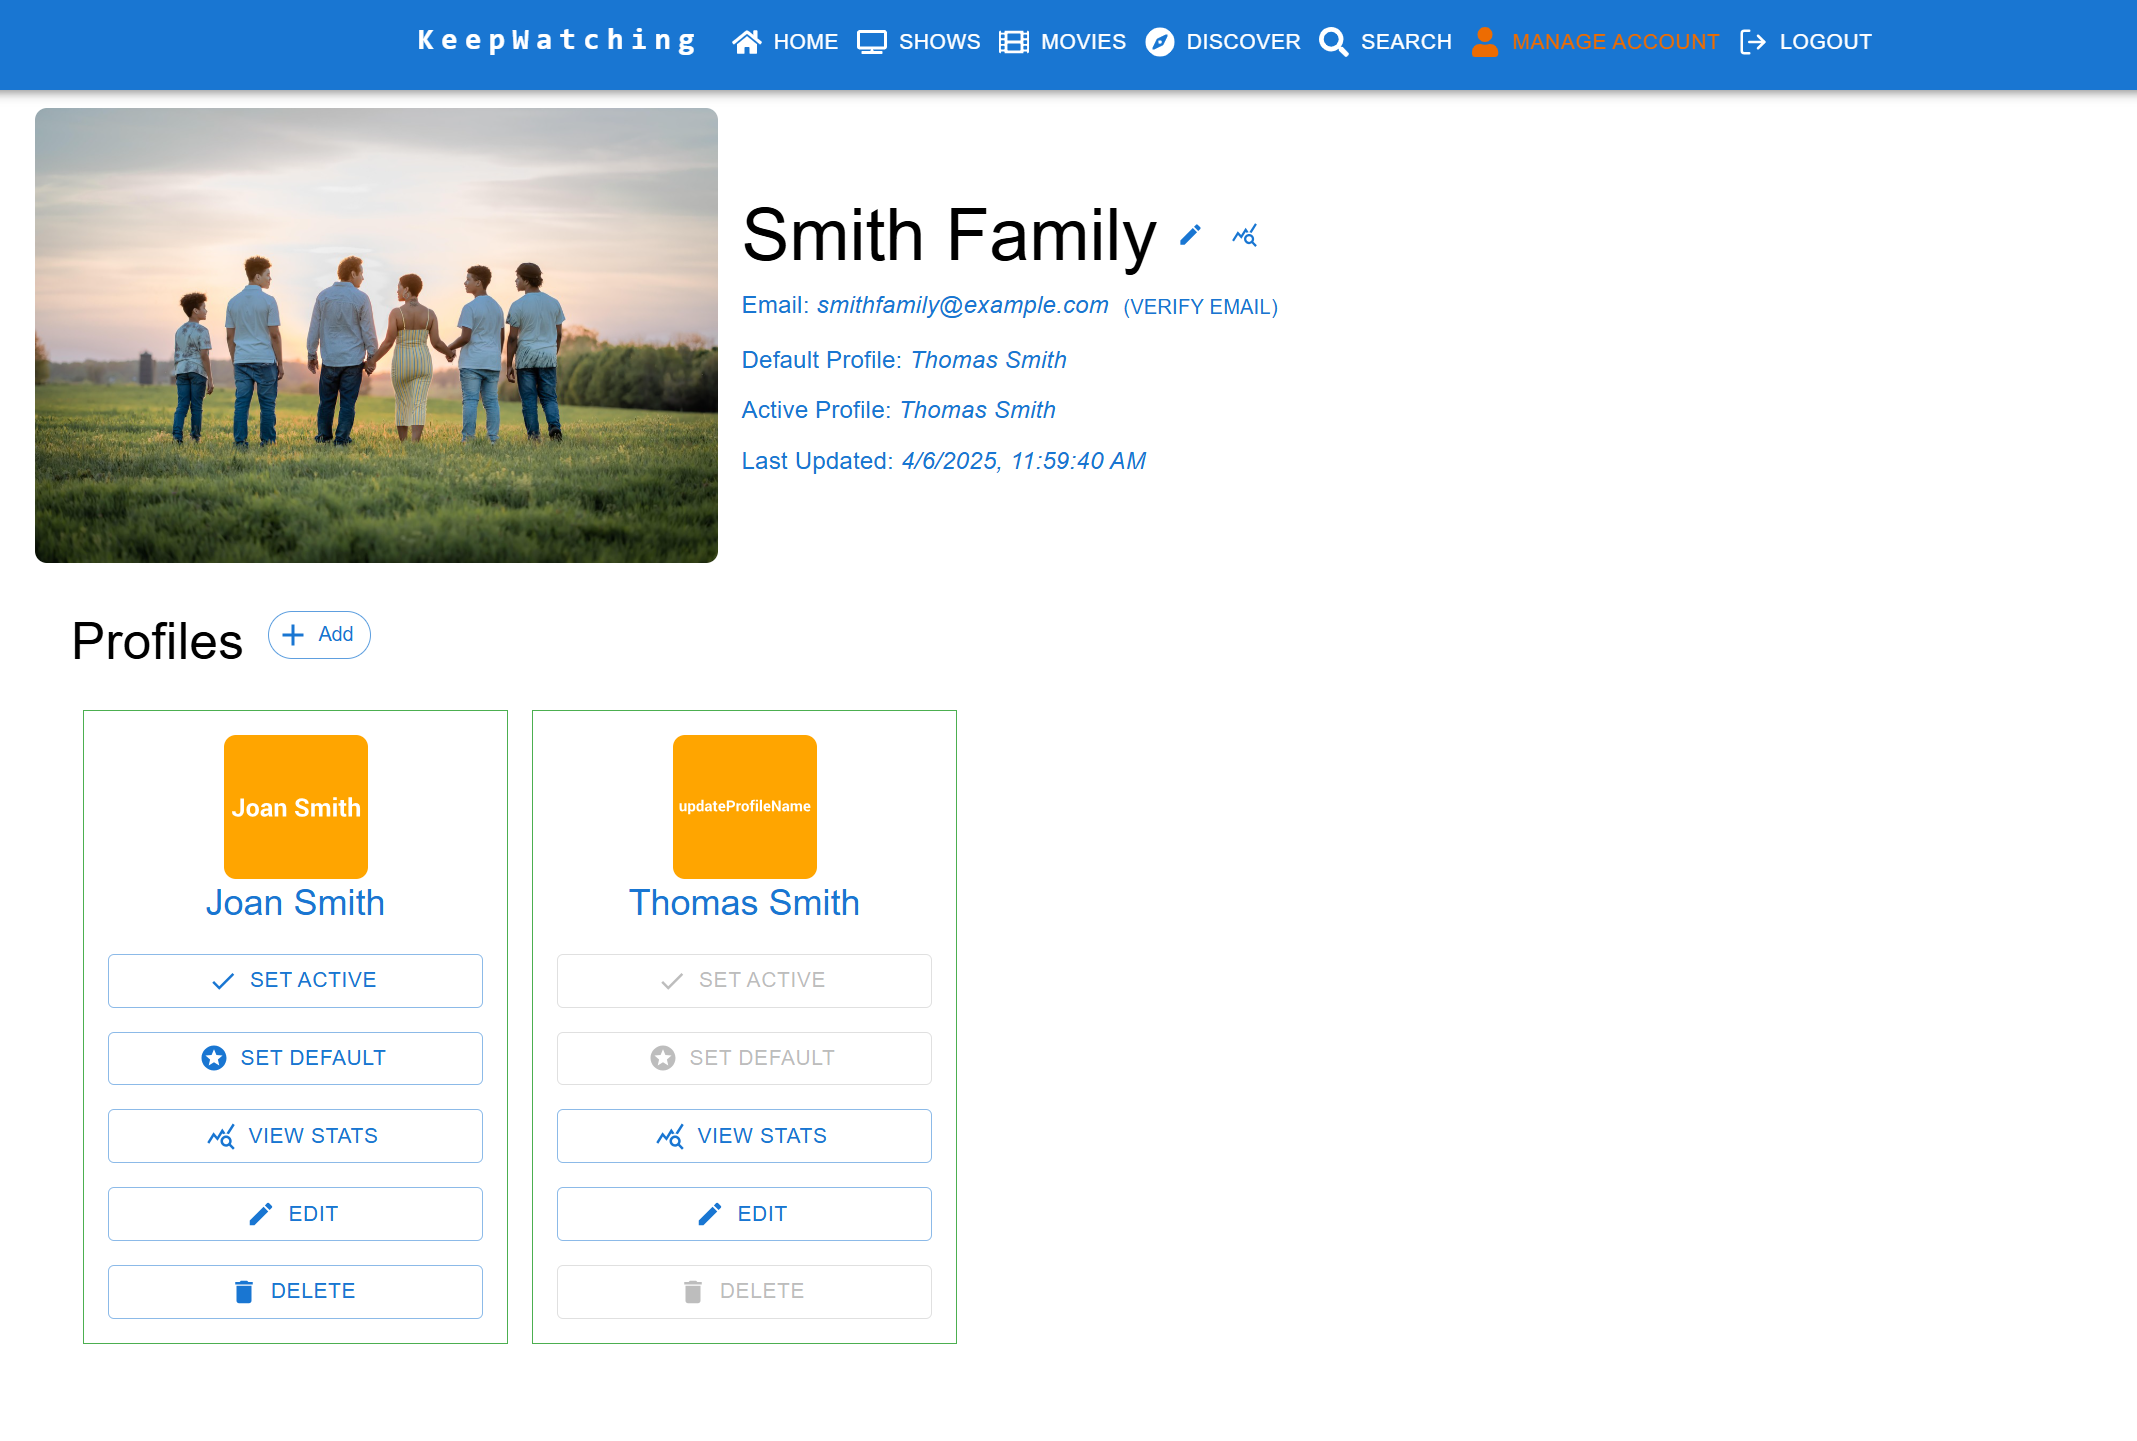 KeepWatching HOME SHOWS MOVIES DISCOVER SEARCH MANAGE ACCOUNT LOGOUT
Smith Family
Email: smithfamily@example.com (VERIFY EMAIL)
Default Profile: Thomas Smith
Active Profile: Thomas Smith
Last Updated: 4/6/2025, 11:59:40 AM
Profiles Add
Joan Smith
Joan Smith
SET ACTIVE
SET DEFAULT
VIEW STATS
EDIT
DELETE
updateProfileName
Thomas Smith
SET ACTIVE
SET DEFAULT
VIEW STATS
EDIT
DELETE